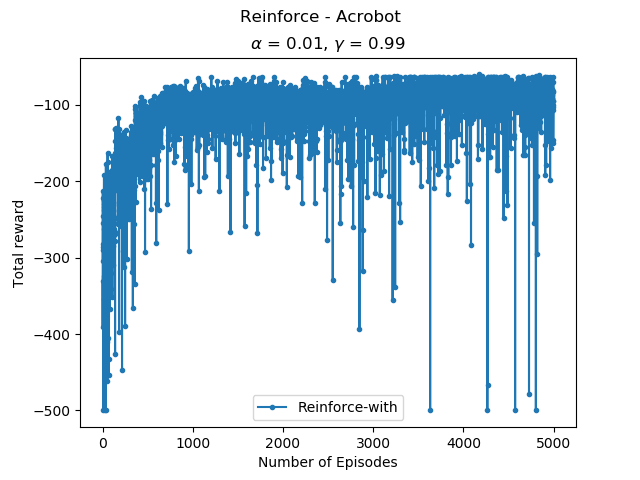 Reinforce - Acrobot
α = 0.01, γ = 0.99
Total reward
−100
−200
−300
−400
−500
Reinforce-with
0 1000 2000 3000 4000 5000
Number of Episodes